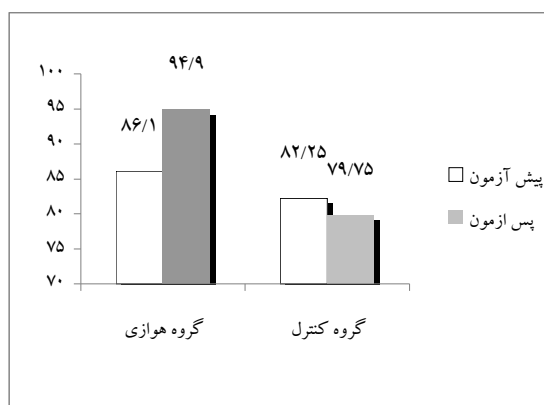 ۱۰۰
۹۵
۹۰
۸۵
۸۰
۷۵
۷۰
۸۶/۱
۹۴/۹
۸۲/۲۵
۷۹/۷۵
گروه هوازی
گروه کنترل
پیش آزمون
پس ازمون